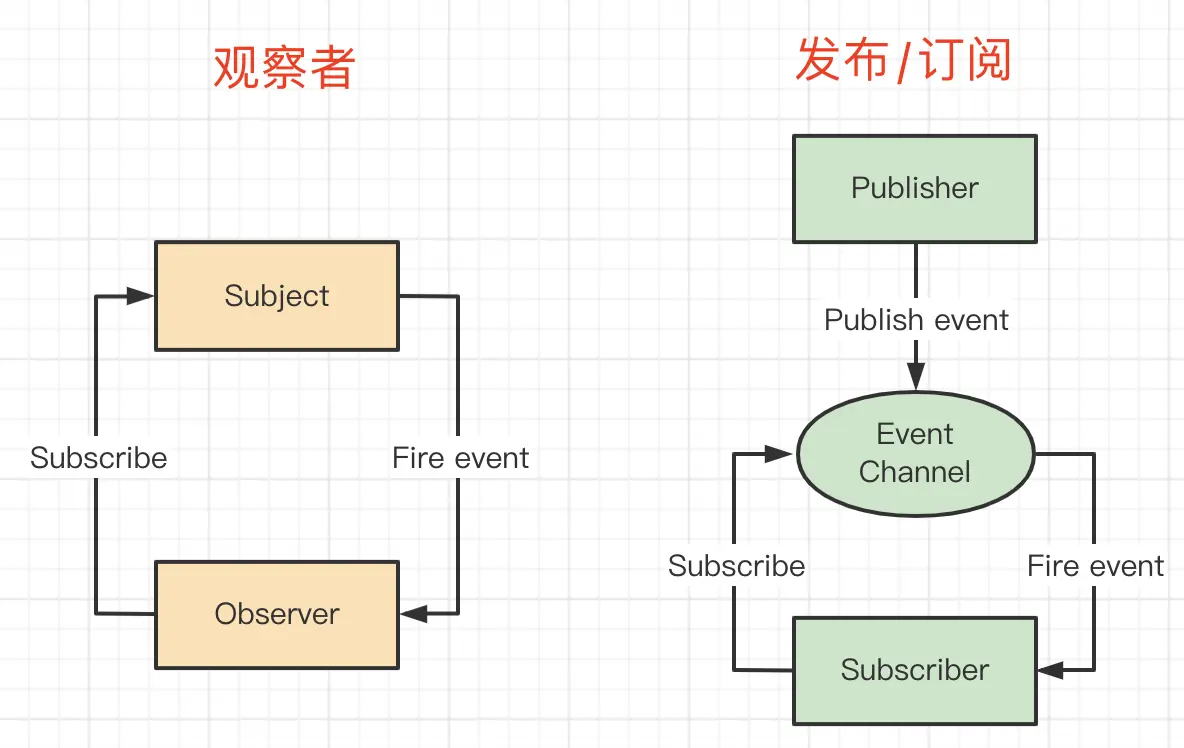 观察者
Subject
Subscribe
Fire event
Observer
发布/订阅
Publisher
Publish event
Event
Channel
Subscribe
Fire event
Subscriber